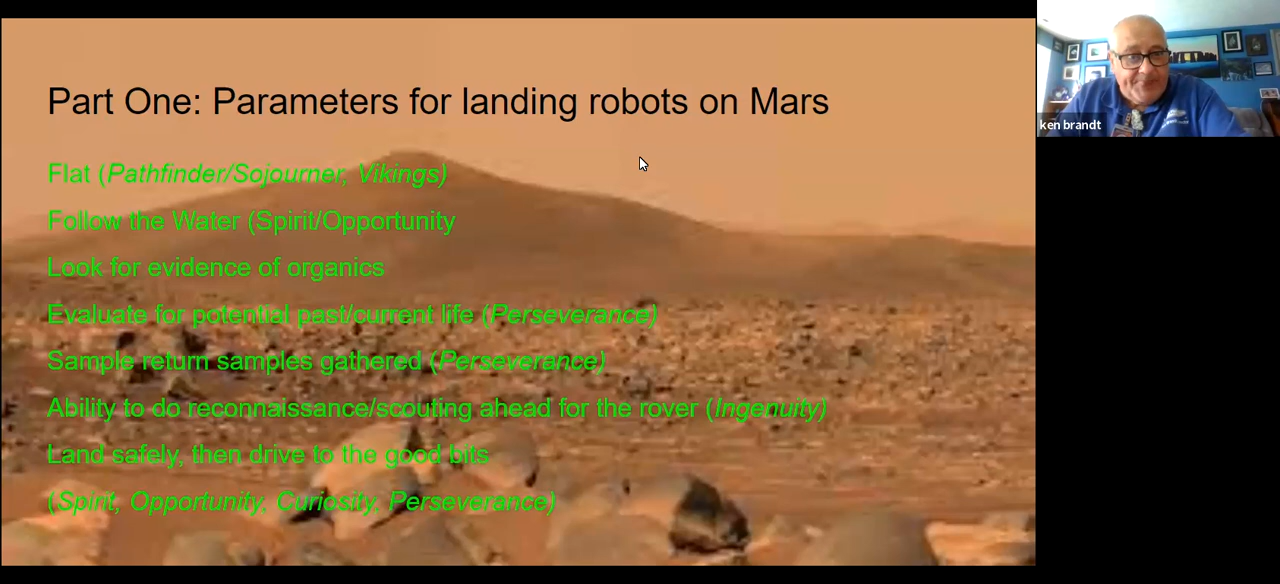 Part One: Parameters for landing robots on Mars
Flat (Pathfinder/Sojourner, Vikings)
Follow the Water (Spirit/Opportunity
Look for evidence of organics
Evaluate for potential past/current life (Perseverance)
Sample return samples gathered (Perseverance)
Ability to do reconnaissance/scouting ahead for the rover (Ingenuity)
Land safely, then drive to the good bits
(Spirit, Opportunity, Curiosity, Perseverance)
ken brandt